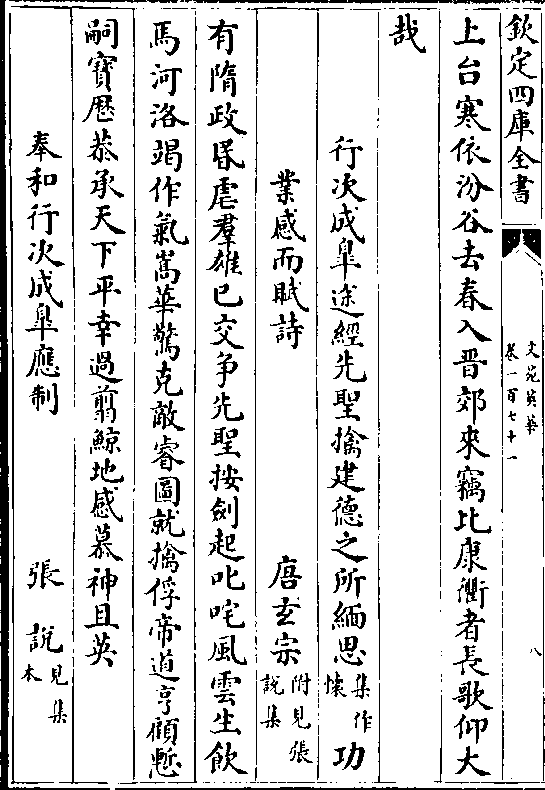 欽定四庫全書
文苑英華
卷一百七十一
八
上台寒依汾谷去春入晉郊來竊比康衢者長歌仰大
哉
行次成臯途經先聖擒建德之所緬思集作懷功
業感而賦詩 唐玄宗附見張說集
有隋政昬虐羣雄已交争先聖按劍起叱咤風雲生飲
馬河洛竭作氣嵩華驚克敵睿圖就擒俘帝道亨顧慙
嗣寶歷恭承天下平幸過翦鯨地感慕神且英
奉和行次成臯應制 張說見集本